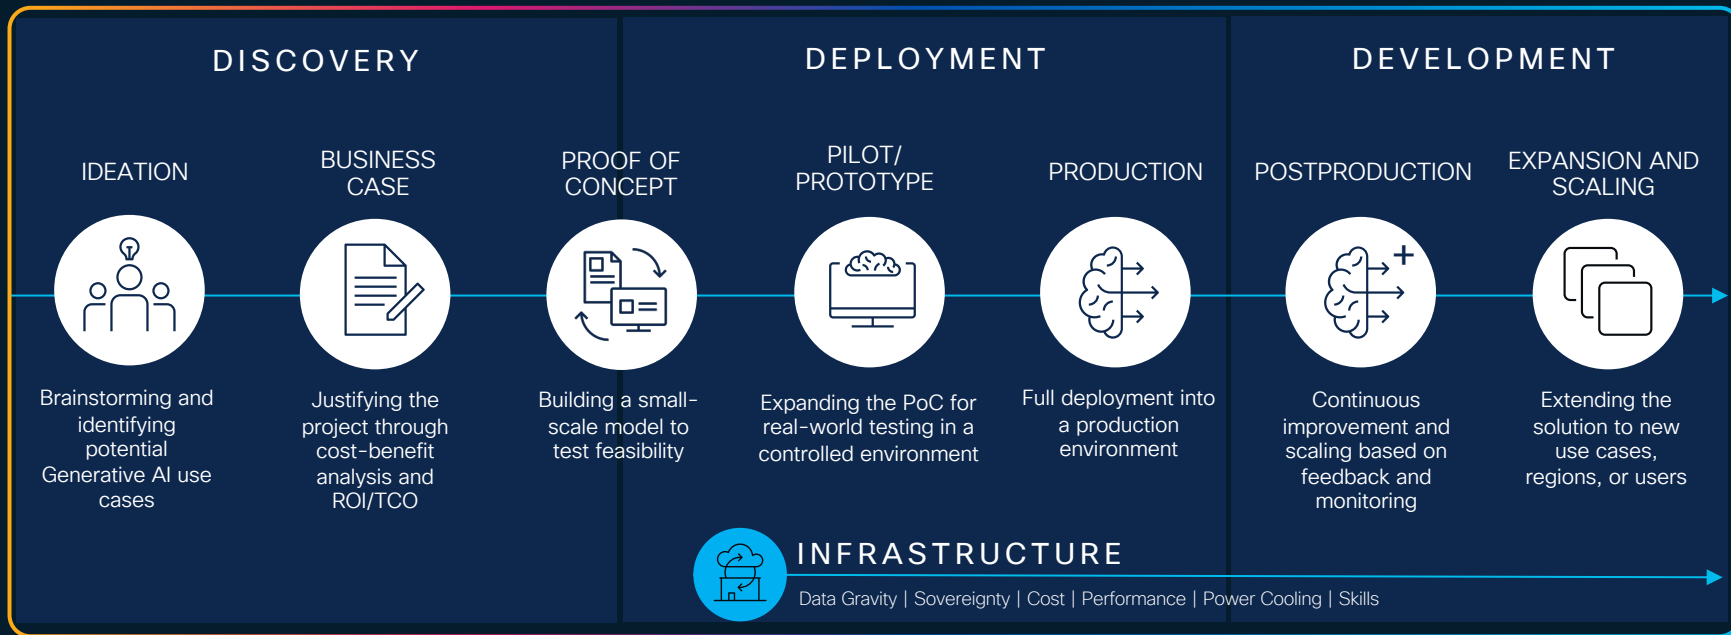 DISCOVERY
DEPLOYMENT
DEVELOPMENT
IDEATION
BUSINESS
CASE
PROOF OF
CONCEPT
PILOT/
PROTOTYPE
PRODUCTION
POSTPRODUCTION
EXPANSION AND
SCALING
Brainstorming and
identifying
potential
Generative AI use
cases
Justifying the
project through
cost-benefit
analysis and
ROI/TCO
Building a small-
scale model to
test feasibility
Expanding the PoC for
real-world testing in a
controlled environment
Full deployment into
a production
environment
Continuous
improvement and
scaling based on
feedback and
monitoring
Extending the
solution to new
use cases,
regions, or users
INFRASTRUCTURE
Data Gravity | Sovereignty | Cost | Performance | Power Cooling | Skills